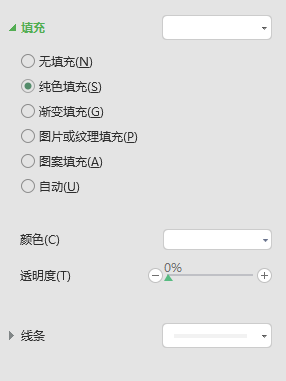 填充
无填充(N)
纯色填充(S)
渐变填充(G)
图片或纹理填充(P)
图案填充(A)
自动(U)
颜色(C)
透明度(T) 0%
线条